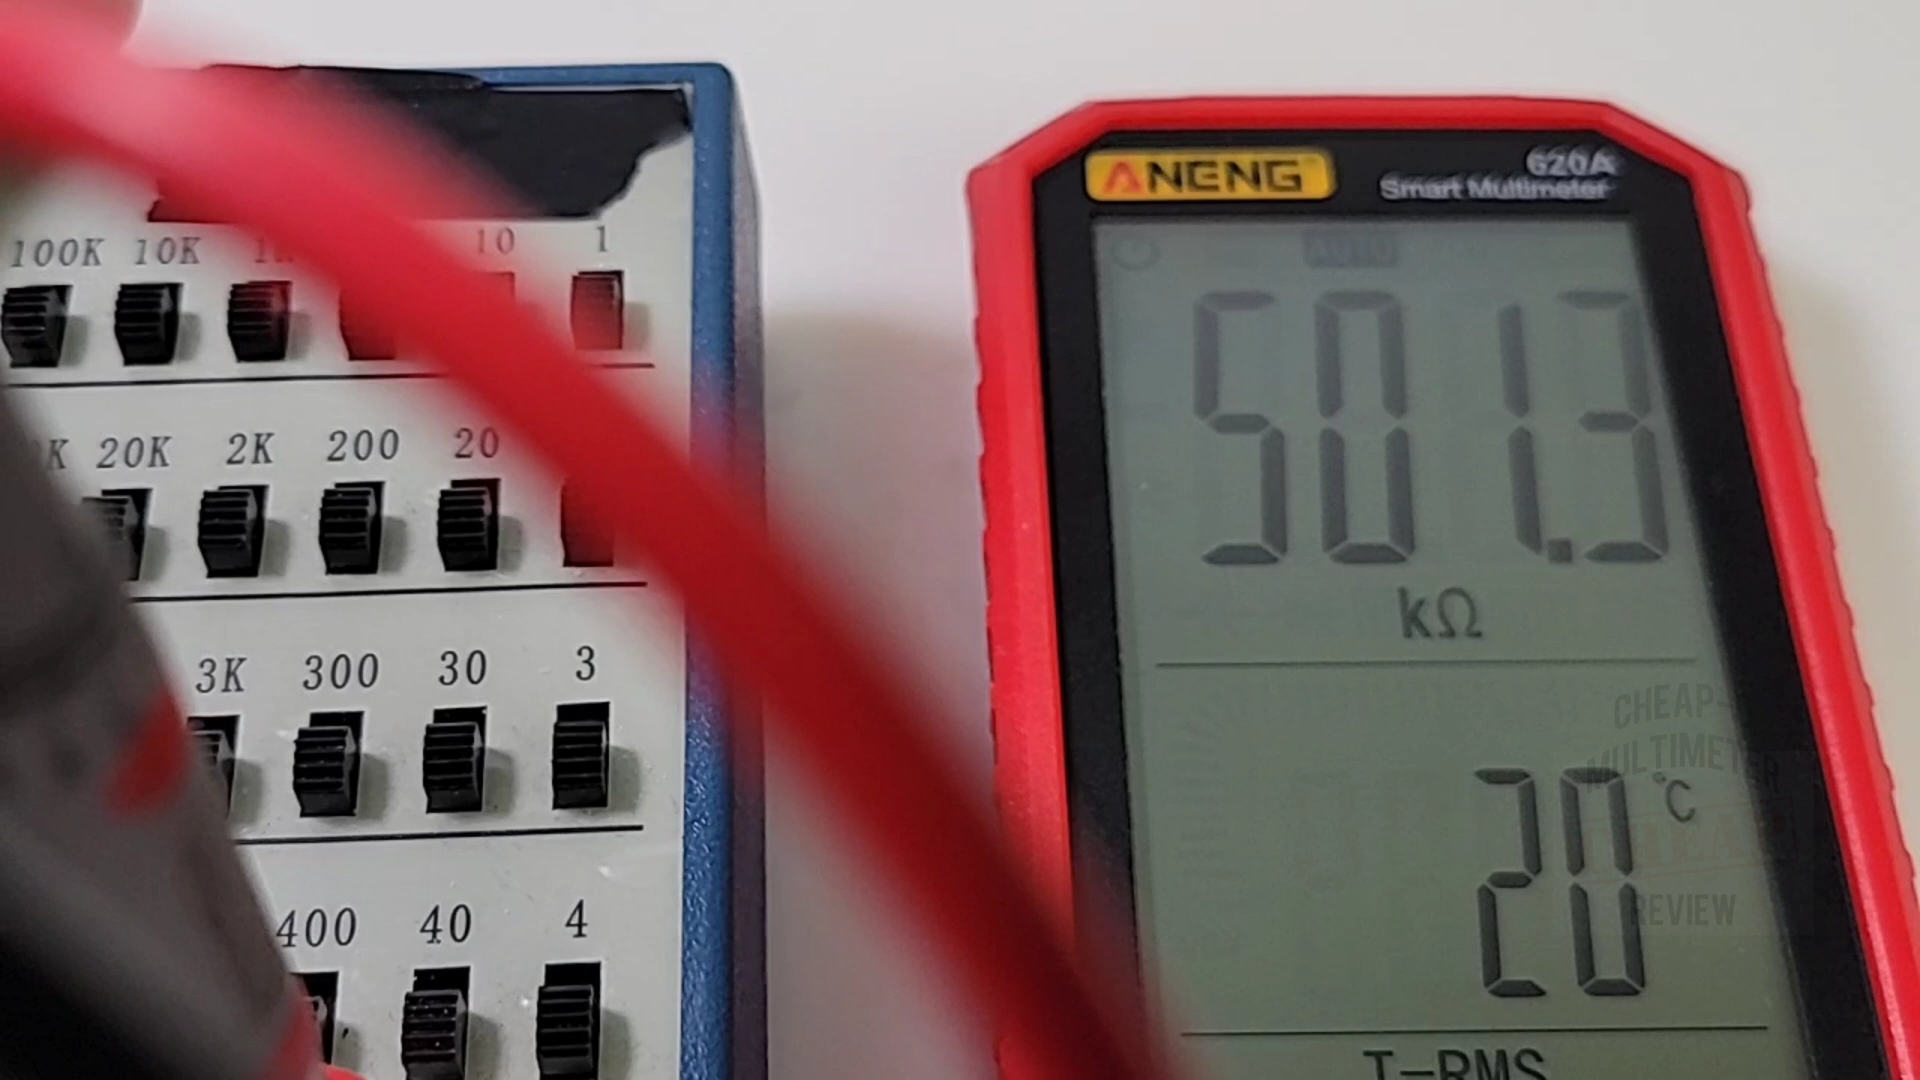 100K 10K 10 1
20K 2K 200 20
3K 300 30 3
400 40 4
ANENG
620A
Smart Multimeter
AUTO
501.3
kΩ
20 °C
T-RMS
CHEAP-
MULTIMETER
REVIEW